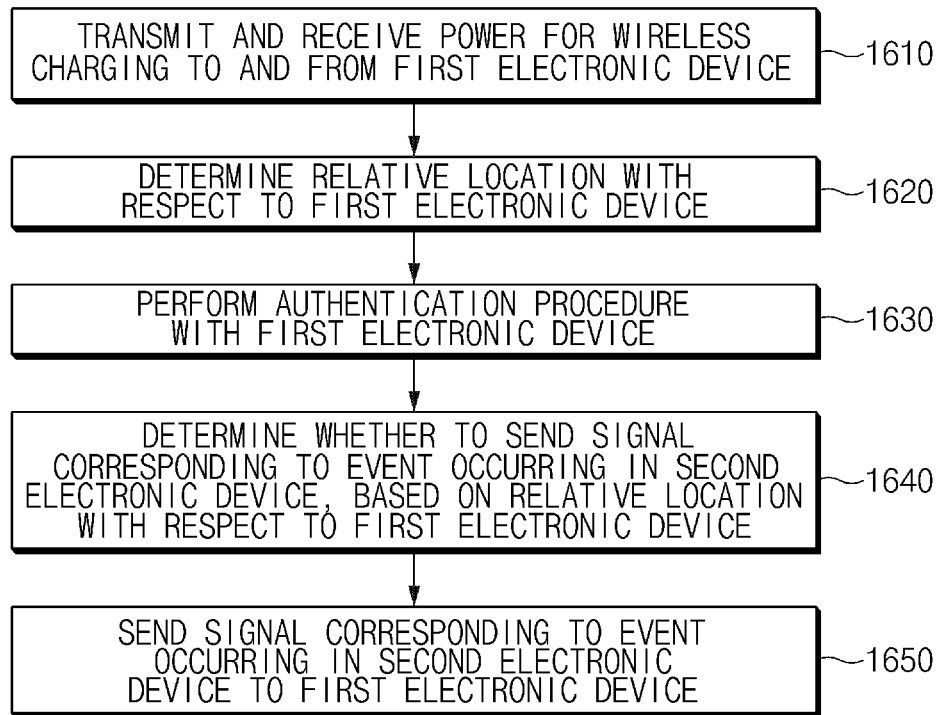 TRANSMIT AND RECEIVE POWER FOR WIRELESS
CHARGING TO AND FROM FIRST ELECTRONIC DEVICE
1610
DETERMINE RELATIVE LOCATION WITH
RESPECT TO FIRST ELECTRONIC DEVICE
1620
PERFORM AUTHENTICATION PROCEDURE
WITH FIRST ELECTRONIC DEVICE
1630
DETERMINE WHETHER TO SEND SIGNAL
CORRESPONDING TO EVENT OCCURRING IN SECOND
ELECTRONIC DEVICE, BASED ON RELATIVE LOCATION
WITH RESPECT TO FIRST ELECTRONIC DEVICE
1640
SEND SIGNAL CORRESPONDING TO EVENT
OCCURRING IN SECOND ELECTRONIC
DEVICE TO FIRST ELECTRONIC DEVICE
1650